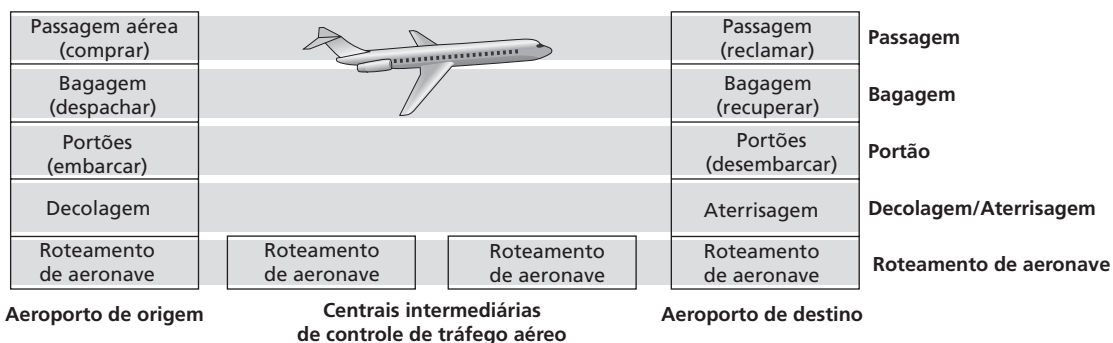 Passagem aérea
(comprar)
Passagem
(reclamar)
Passagem
Bagagem
(despachar)
Bagagem
(recuperar)
Bagagem
Portões
(embarcar)
Portões
(desembarcar)
Portão
Decolagem
Aterrisagem
Decolagem/Aterrisagem
Roteamento
de aeronave
Roteamento
de aeronave
Roteamento
de aeronave
Roteamento
de aeronave
Roteamento de aeronave
Aeroporto de origem
Centrais intermediárias
de controle de tráfego aéreo
Aeroporto de destino